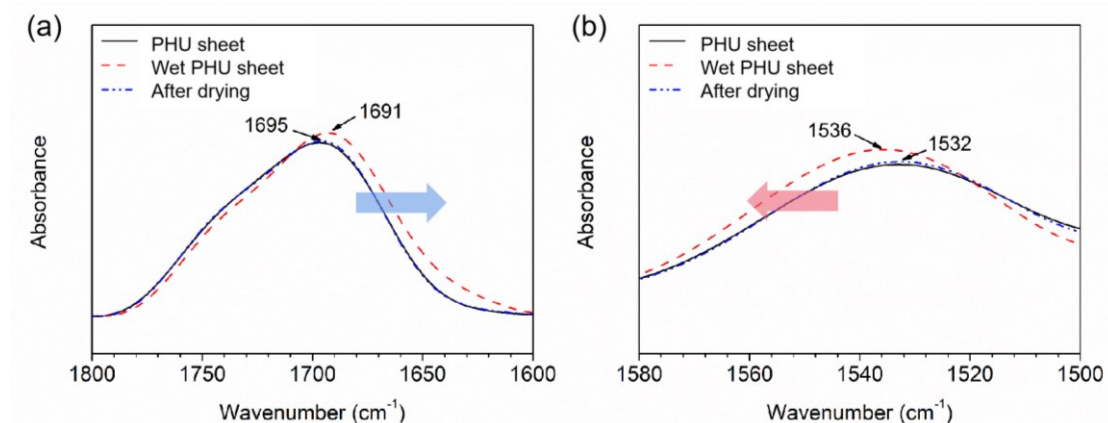 (a)
PHU sheet
Wet PHU sheet
After drying
1695
1691
Absorbance
1800
1750
1700
1650
1600
Wavenumber (cm⁻¹)
(b)
PHU sheet
Wet PHU sheet
After drying
1536
1532
Absorbance
1580
1560
1540
1520
1500
Wavenumber (cm⁻¹)